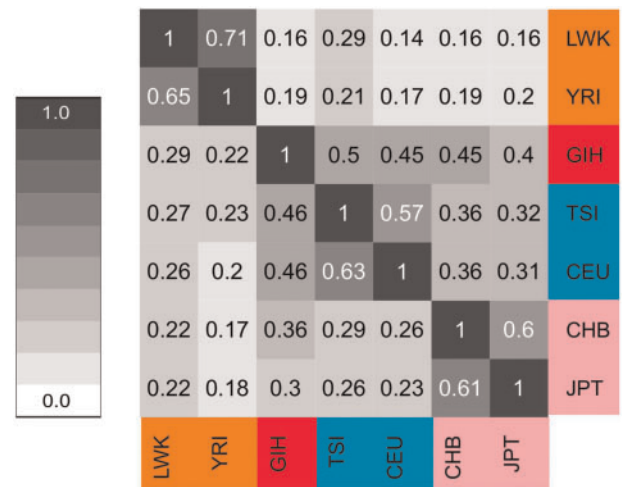 1 0.71 0.16 0.29 0.14 0.16 0.16 LWK
0.65 1 0.19 0.21 0.17 0.19 0.2 YRI
1.0
0.29 0.22 1 0.5 0.45 0.45 0.4 GIH
0.27 0.23 0.46 1 0.57 0.36 0.32 TSI
0.26 0.2 0.46 0.63 1 0.36 0.31 CEU
0.22 0.17 0.36 0.29 0.26 1 0.6 CHB
0.22 0.18 0.3 0.26 0.23 0.61 1 JPT
0.0
LWK YRI GIH TSI CEU CHB JPT